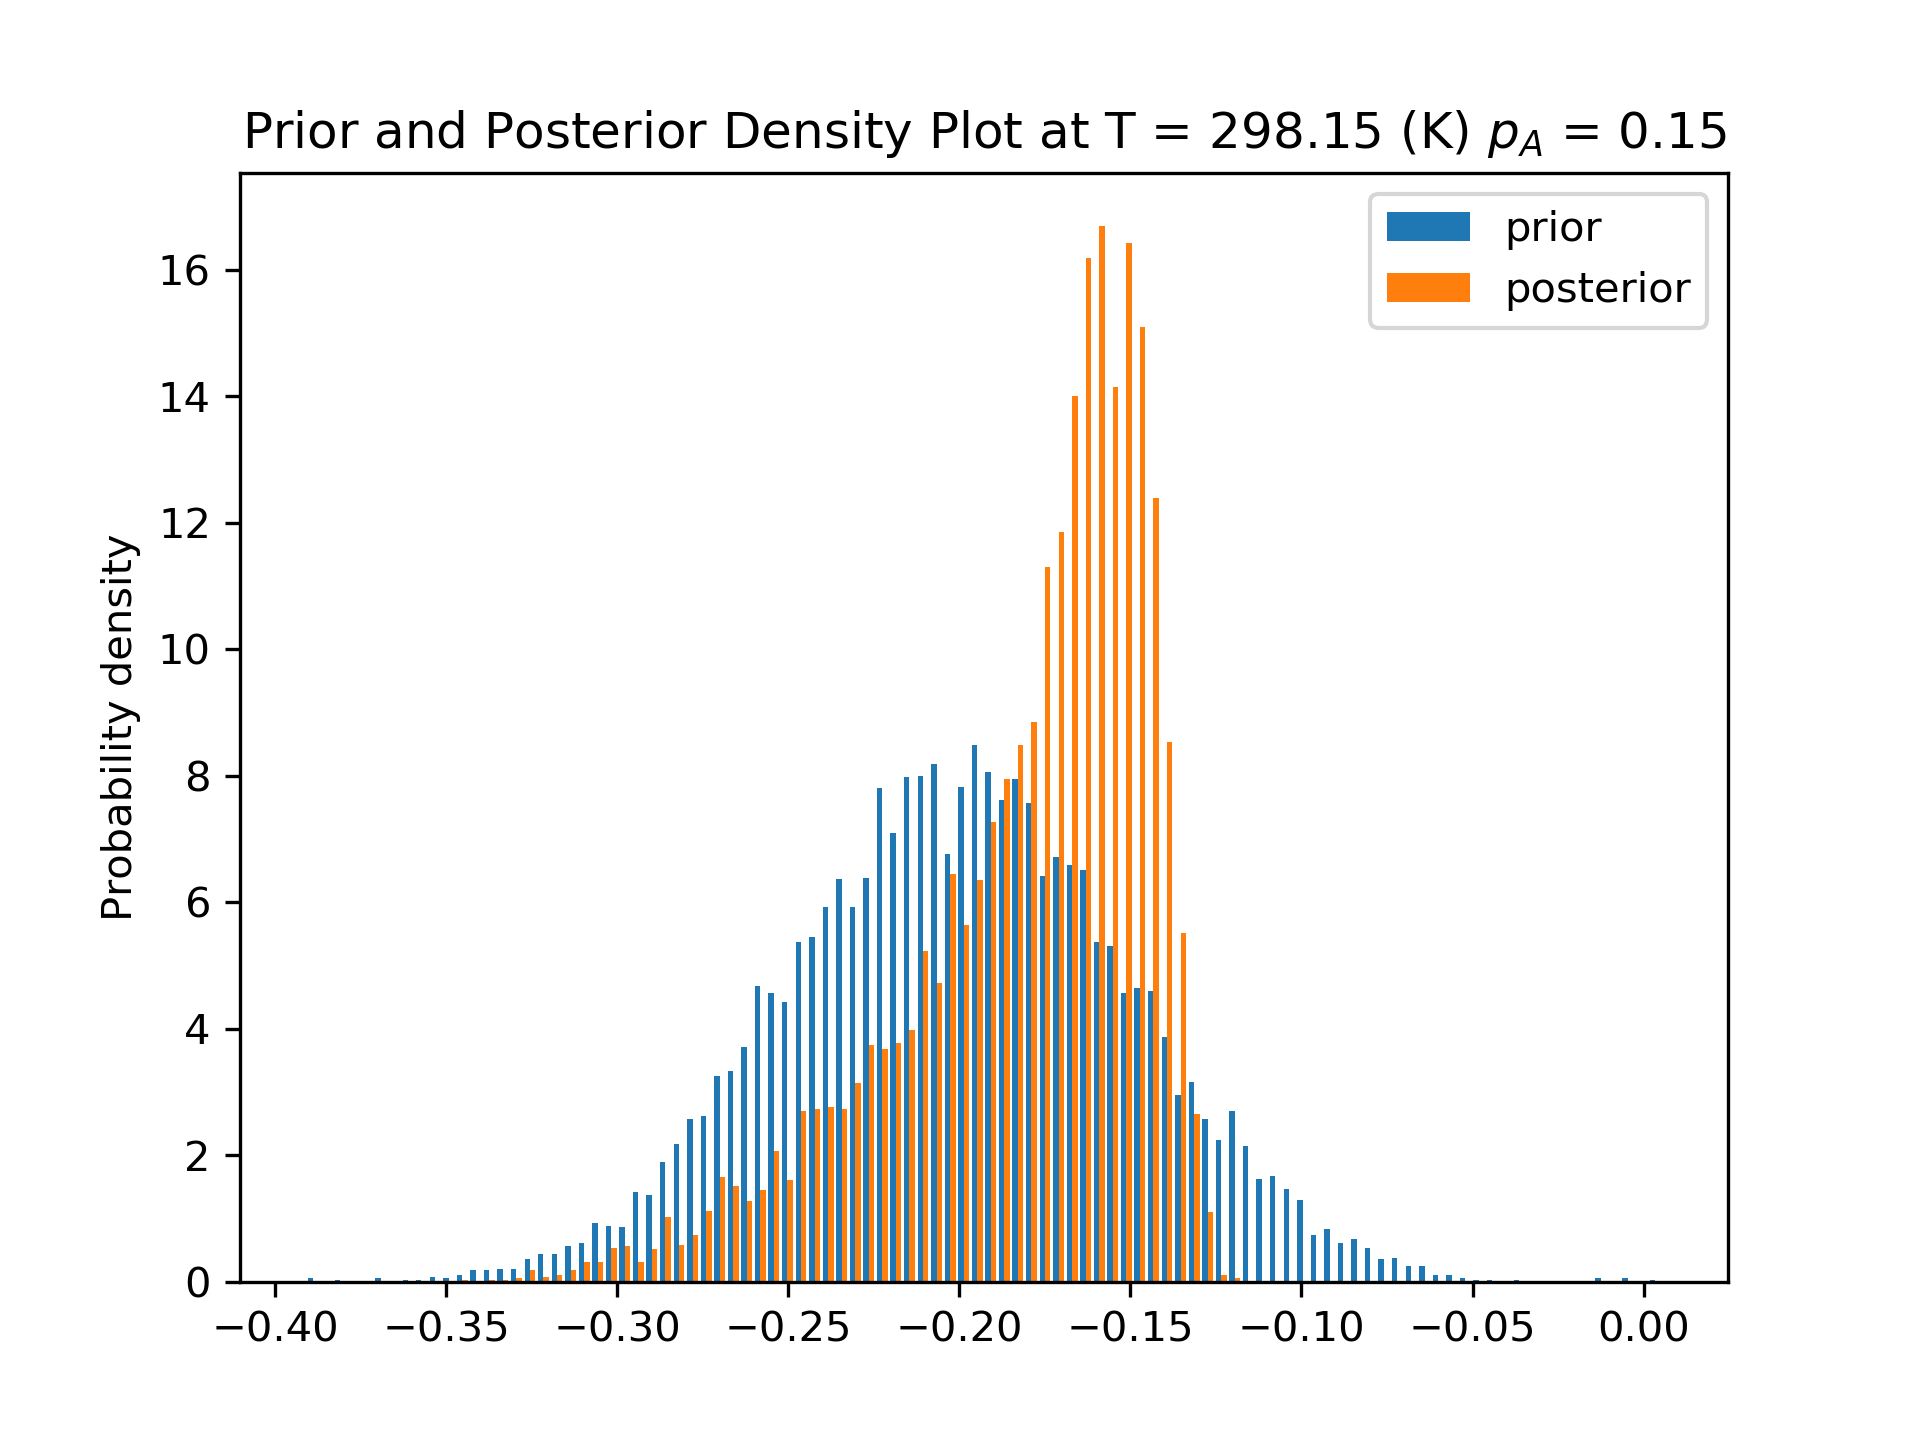 Prior and Posterior Density Plot at T = 298.15 (K) p_A = 0.15
prior
posterior
Probability density
16
14
12
10
8
6
4
2
0
−0.40 −0.35 −0.30 −0.25 −0.20 −0.15 −0.10 −0.05 0.00